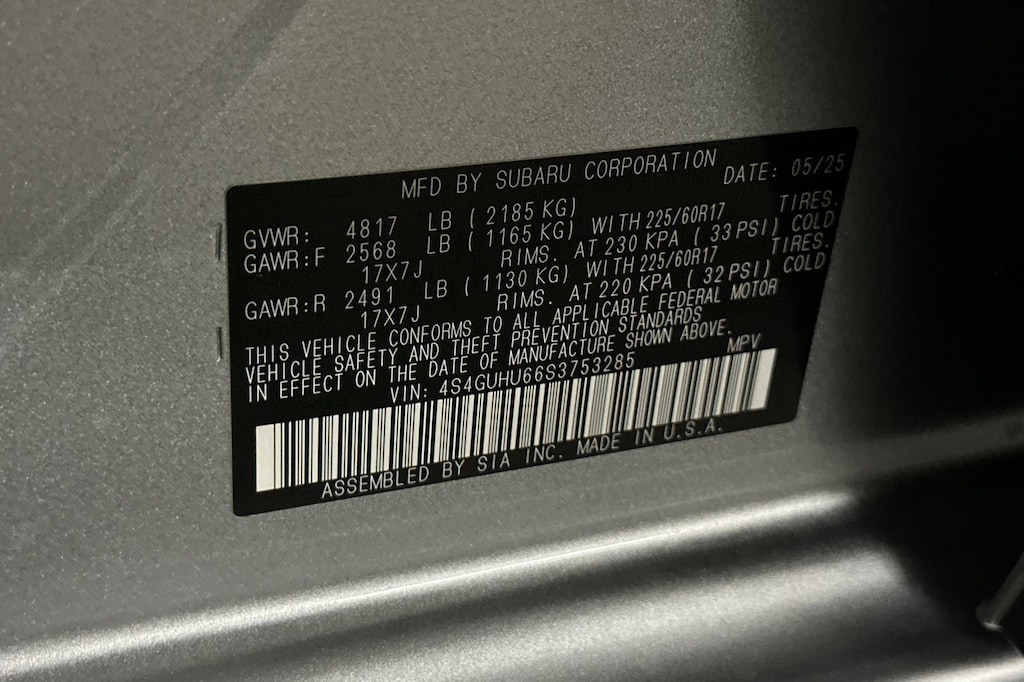 MFD BY SUBARU CORPORATION DATE: 05/25
GVWR: 4817 LB ( 2185 KG)
GAWR:F 2568 LB ( 1165 KG) WITH 225/60R17 TIRES.
17X7J RIMS. AT 230 KPA ( 33 PSI) COLD
GAWR:R 2491 LB ( 1130 KG) WITH 225/60R17 TIRES.
17X7J RIMS. AT 220 KPA ( 32 PSI) COLD
THIS VEHICLE CONFORMS TO ALL APPLICABLE FEDERAL MOTOR
VEHICLE SAFETY AND THEFT PREVENTION STANDARDS
IN EFFECT ON THE DATE OF MANUFACTURE SHOWN ABOVE.
VIN: 4S4GUHU66S3753285 MPV
ASSEMBLED BY SIA INC. MADE IN U.S.A.